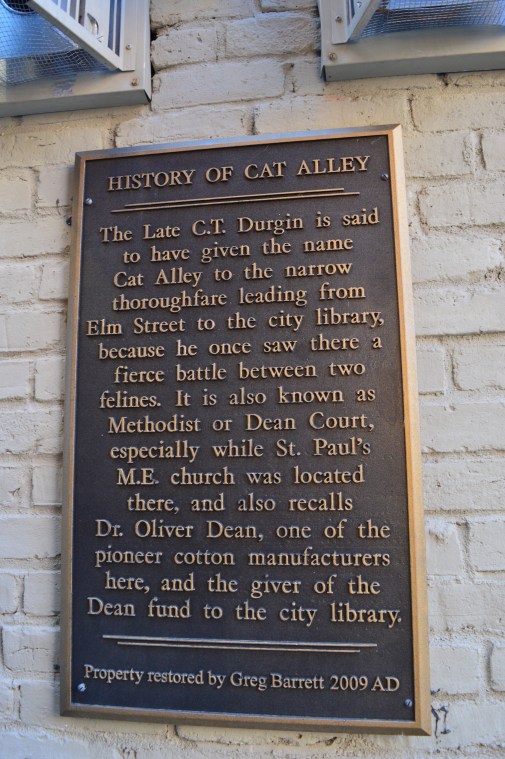 HISTORY OF CAT ALLEY
The Late C.T. Durgin is said
to have given the name
Cat Alley to the narrow
thoroughfare leading from
Elm Street to the city library,
because he once saw there a
fierce battle between two
felines. It is also known as
Methodist or Dean Court,
especially while St. Paul's
M.E. church was located
there, and also recalls
Dr. Oliver Dean, one of the
pioneer cotton manufacturers
here, and the giver of the
Dean fund to the city library.
Property restored by Greg Barrett 2009 AD